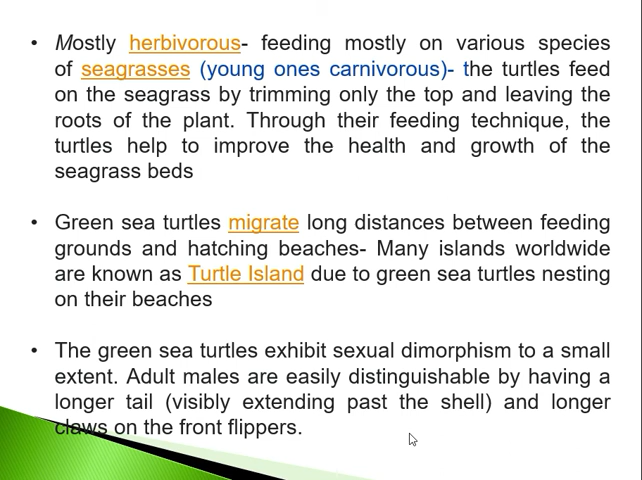 • Mostly herbivorous- feeding mostly on various species
of seagrasses (young ones carnivorous)- the turtles feed
on the seagrass by trimming only the top and leaving the
roots of the plant. Through their feeding technique, the
turtles help to improve the health and growth of the
seagrass beds
• Green sea turtles migrate long distances between feeding
grounds and hatching beaches- Many islands worldwide
are known as Turtle Island due to green sea turtles nesting
on their beaches
• The green sea turtles exhibit sexual dimorphism to a small
extent. Adult males are easily distinguishable by having a
longer tail (visibly extending past the shell) and longer
claws on the front flippers.